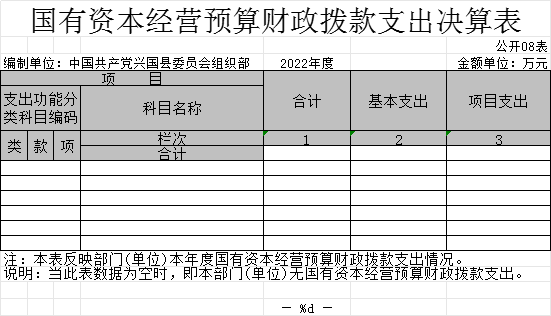 国有资本经营预算财政拨款支出决算表
公开08表
编制单位：中国共产党兴国县委员会组织部 2022年度 金额单位：万元
项 目 合计 基本支出 项目支出
支出功能分类科目编码 科目名称
类 款 项 栏次 1 2 3
合计
注：本表反映部门(单位)本年度国有资本经营预算财政拨款支出情况。
说明：当此表数据为空时，即本部门(单位)无国有资本经营预算财政拨款支出。
— %d —